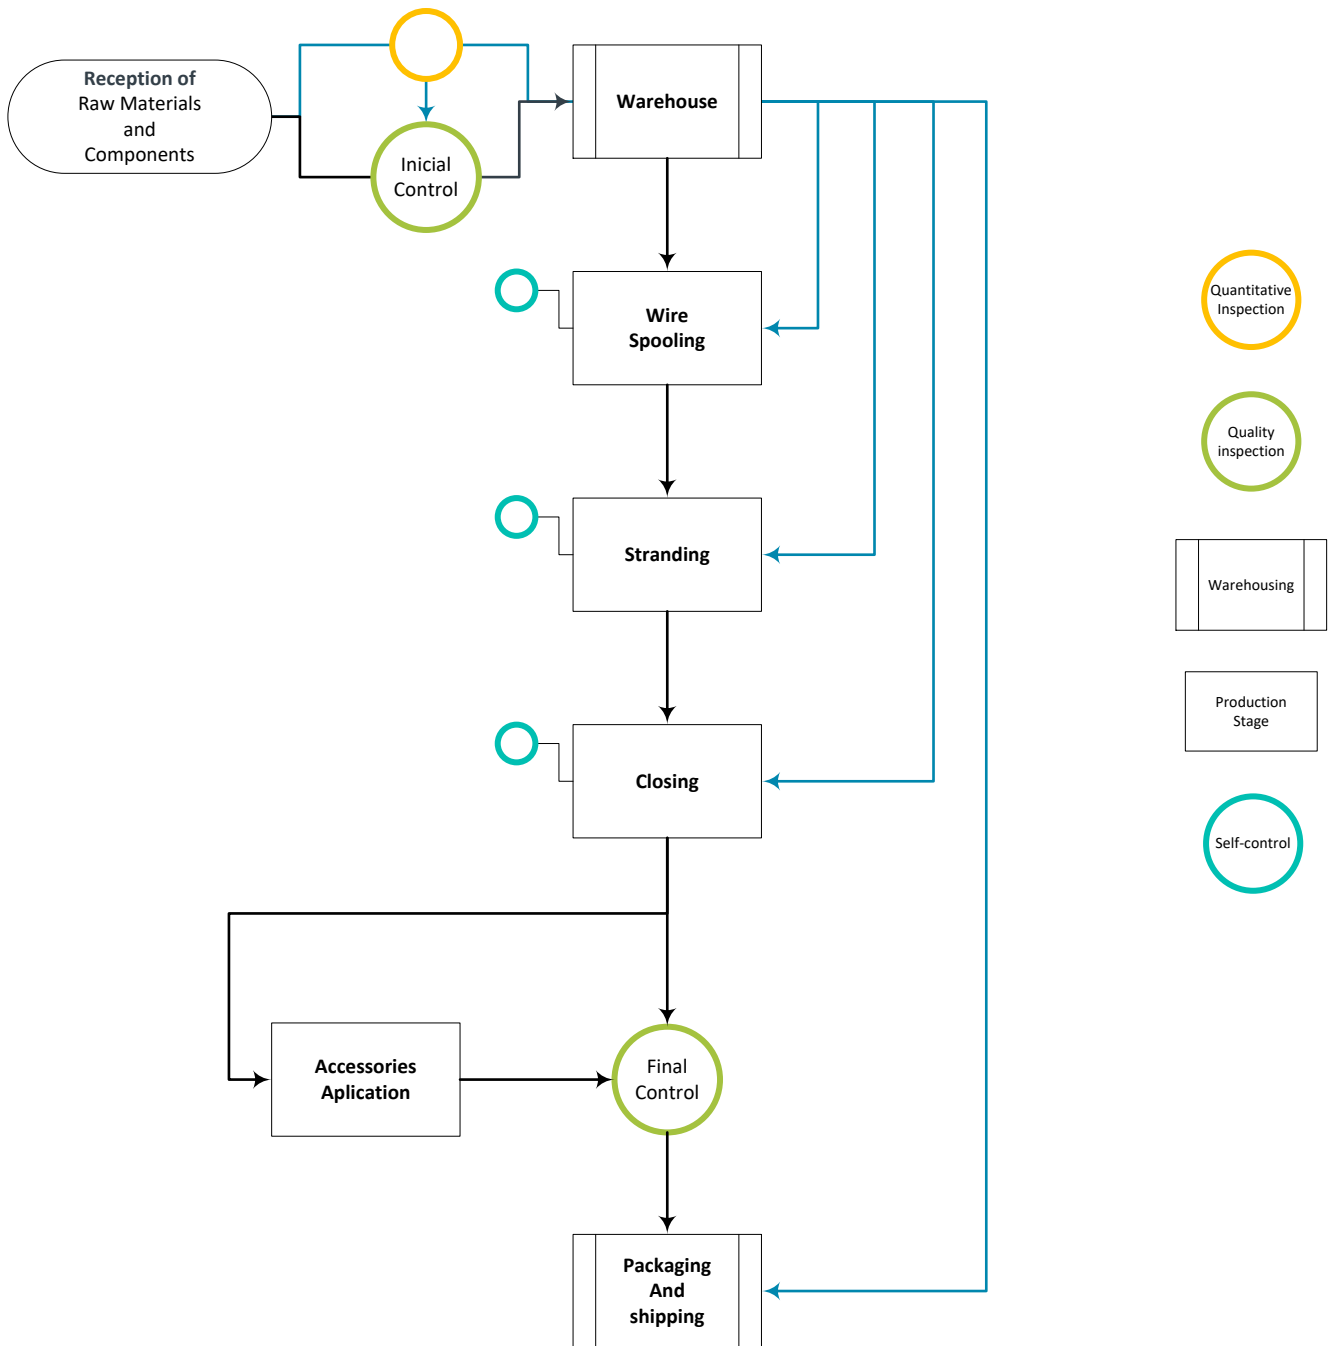 Reception of
Raw Materials
and
Components
Inicial
Control
Warehouse
Wire
Spooling
Stranding
Closing
Accessories
Aplication
Final
Control
Packaging
And
shipping
Quantitative
Inspection
Quality
inspection
Warehousing
Production
Stage
Self-control